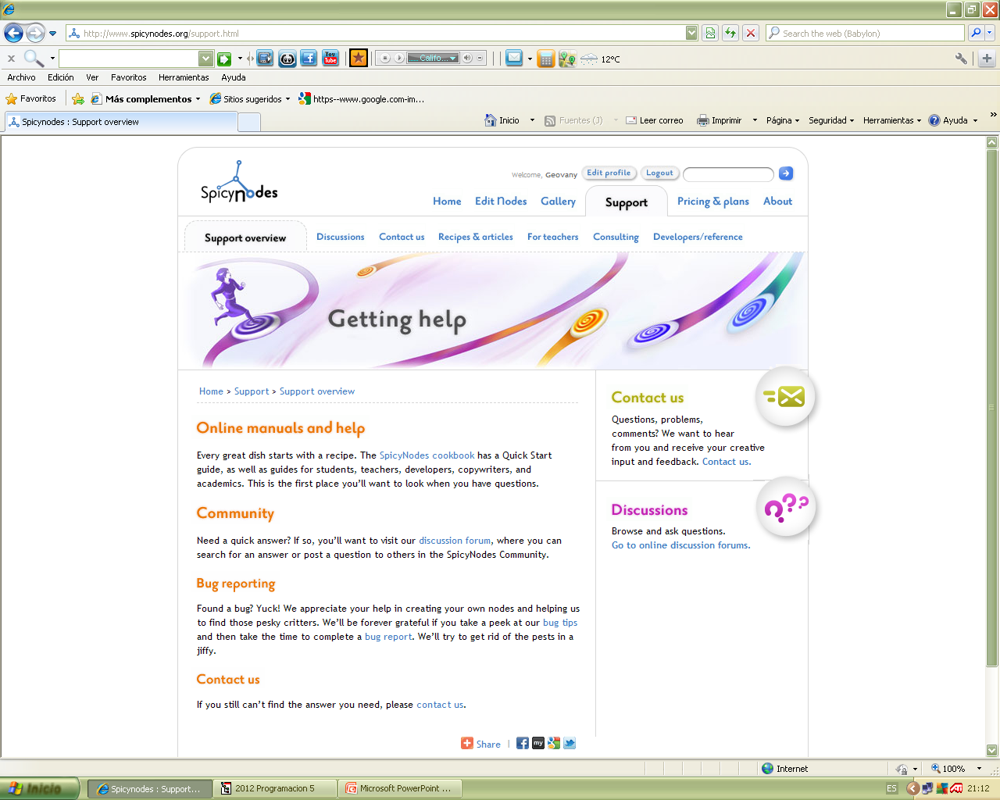 http://www.spicynodes.org/support.html
Search the web (Babylon)
You Tube
Califo...
12°C
Archivo Edición Ver Favoritos Herramientas Ayuda
Favoritos Más complementos Sitios sugeridos https--www.google.com-im...
Spicynodes : Support overview
Inicio Fuentes (J) Leer correo Imprimir Página Seguridad Herramientas Ayuda
Spicynodes
Welcome, Geovany Edit profile Logout
Home Edit Nodes Gallery Support Pricing & plans About
Support overview Discussions Contact us Recipes & articles For teachers Consulting Developers/reference
Getting help
Home > Support > Support overview
Online manuals and help
Every great dish starts with a recipe. The SpicyNodes cookbook has a Quick Start
guide, as well as guides for students, teachers, developers, copywriters, and
academics. This is the first place you'll want to look when you have questions.
Community
Need a quick answer? If so, you'll want to visit our discussion forum, where you can
search for an answer or post a question to others in the SpicyNodes Community.
Bug reporting
Found a bug? Yuck! We appreciate your help in creating your own nodes and helping us
to find those pesky critters. We'll be forever grateful if you take a peek at our bug tips
and then take the time to complete a bug report. We'll try to get rid of the pests in a
jiffy.
Contact us
If you still can't find the answer you need, please contact us.
Share | my
Contact us
Questions, problems,
comments? We want to hear
from you and receive your creative
input and feedback. Contact us.
Discussions
Browse and ask questions.
Go to online discussion forums.
Internet 100%
Inicio Spicynodes : Support... 2012 Programacion 5 Microsoft PowerPoint ... ES 21:12